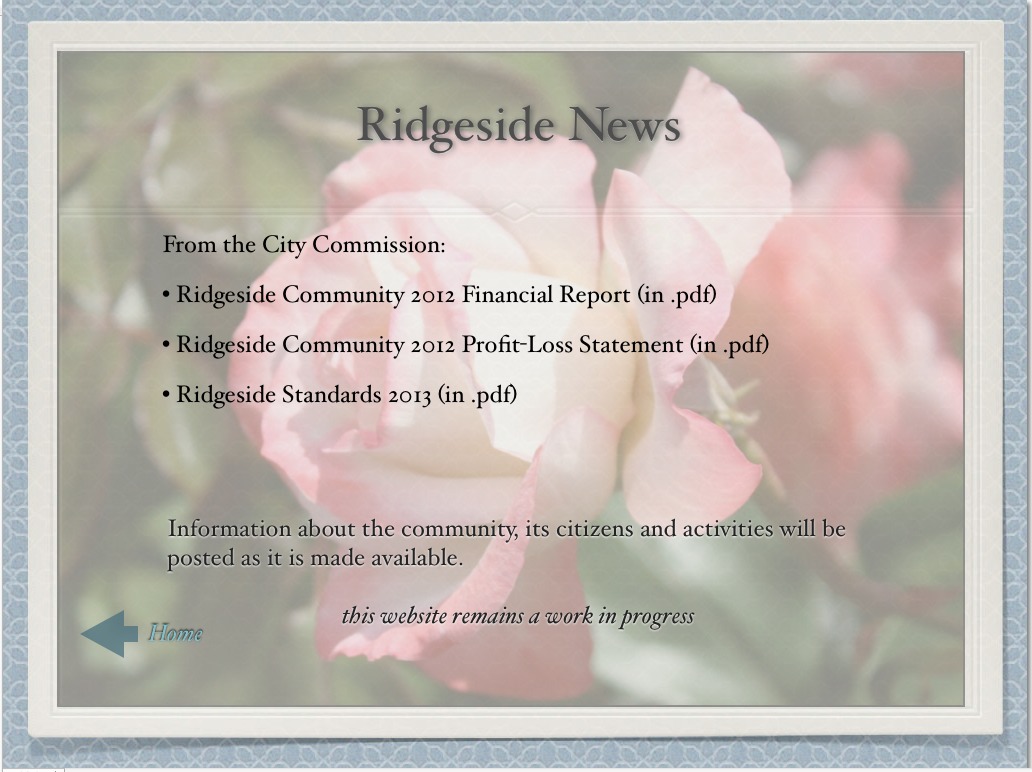 Ridgeside News
From the City Commission:
• Ridgeside Community 2012 Financial Report (in .pdf)
• Ridgeside Community 2012 Profit-Loss Statement (in .pdf)
• Ridgeside Standards 2013 (in .pdf)
Information about the community, its citizens and activities will be
posted as it is made available.
this website remains a work in progress
Home